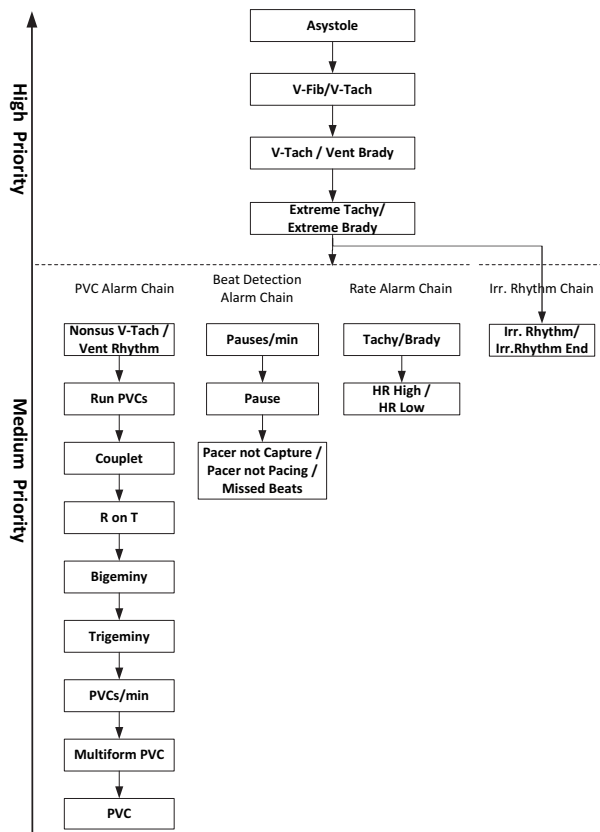 High Priority
Medium Priority
Asystole
V-Fib/V-Tach
V-Tach / Vent Brady
Extreme Tachy/
Extreme Brady
PVC Alarm Chain
Nonsus V-Tach /
Vent Rhythm
Run PVCs
Couplet
R on T
Bigeminy
Trigeminy
PVCs/min
Multiform PVC
PVC
Beat Detection
Alarm Chain
Pauses/min
Pause
Pacer not Capture /
Pacer not Pacing /
Missed Beats
Rate Alarm Chain
Tachy/Brady
HR High /
HR Low
Irr. Rhythm Chain
Irr. Rhythm/
Irr.Rhythm End